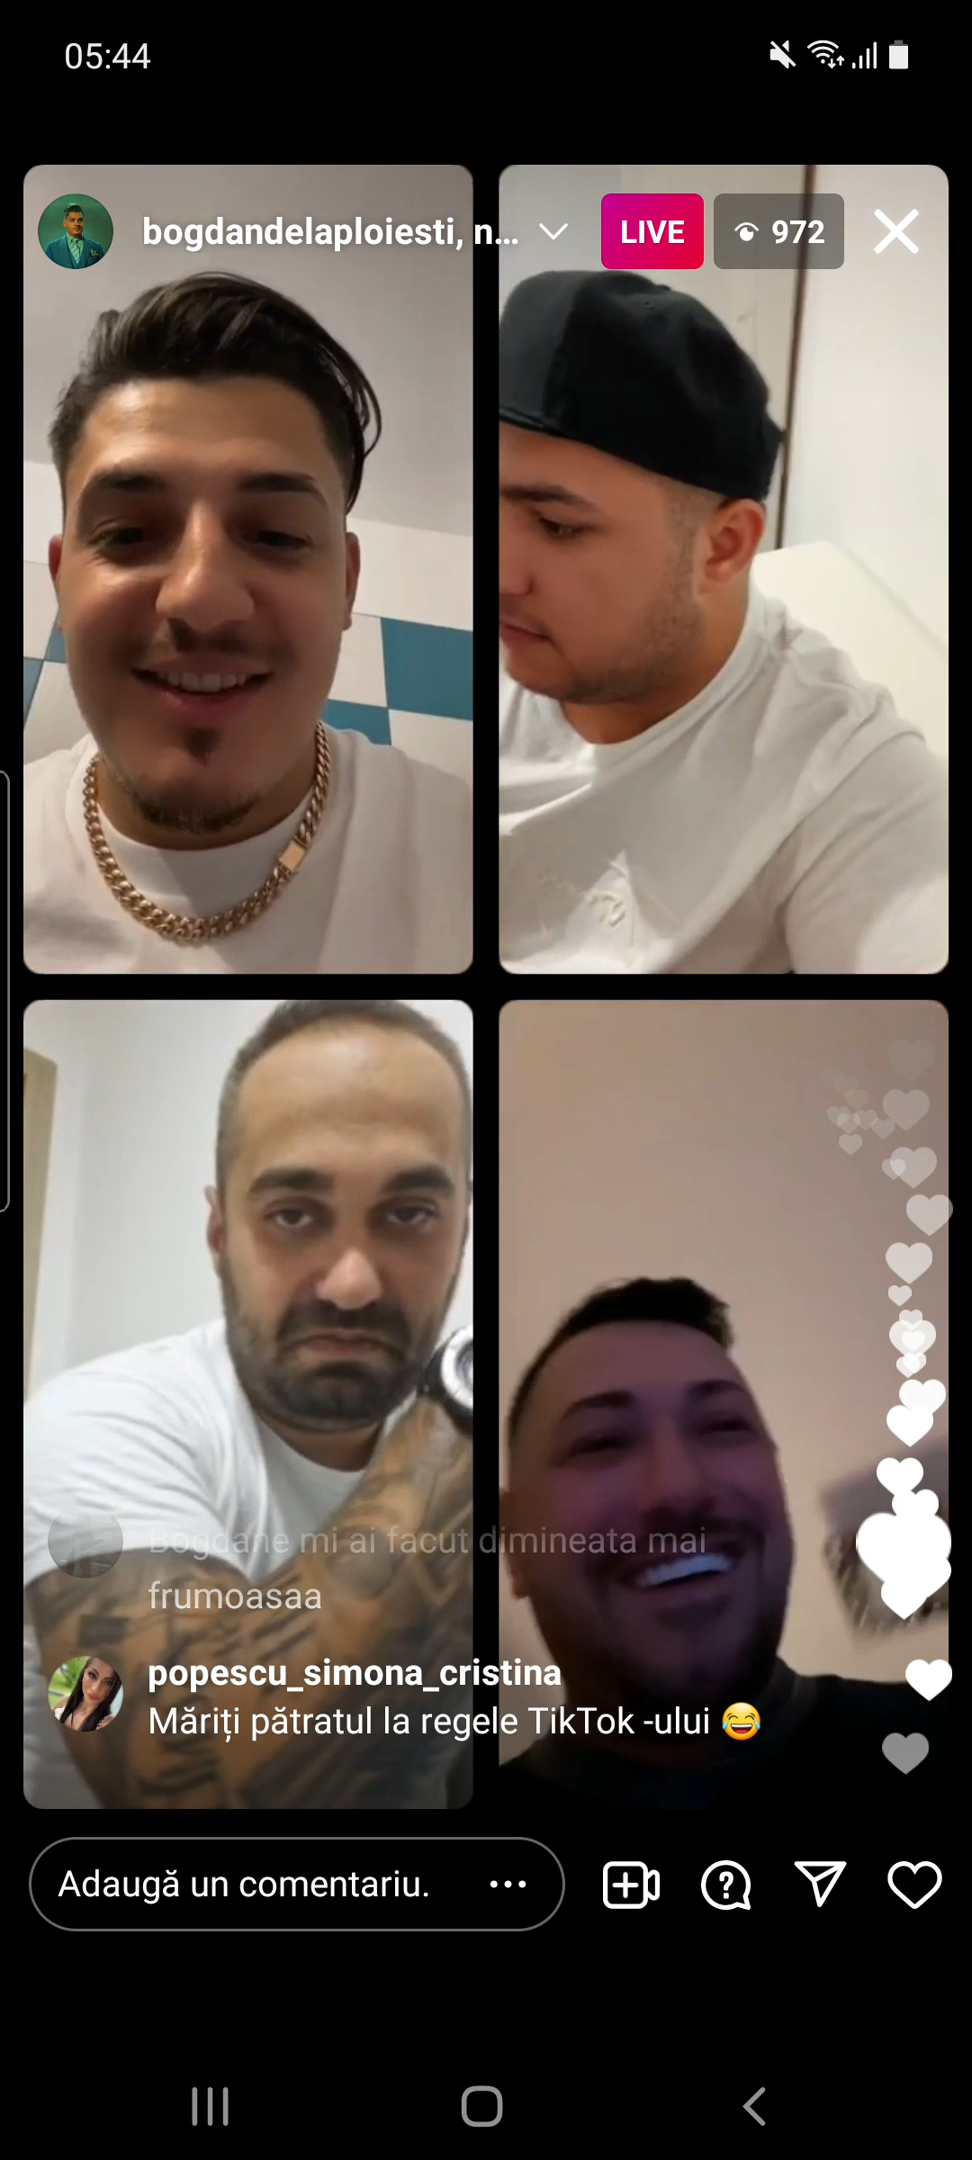 05:44
bogdandelaploiesti, n...
LIVE
972
Bogdane mi ai facut dimineata mai
frumoasaa
popescu_simona_cristina
Măriți pătratul la regele TikTok -ului 😂
Adaugă un comentariu.